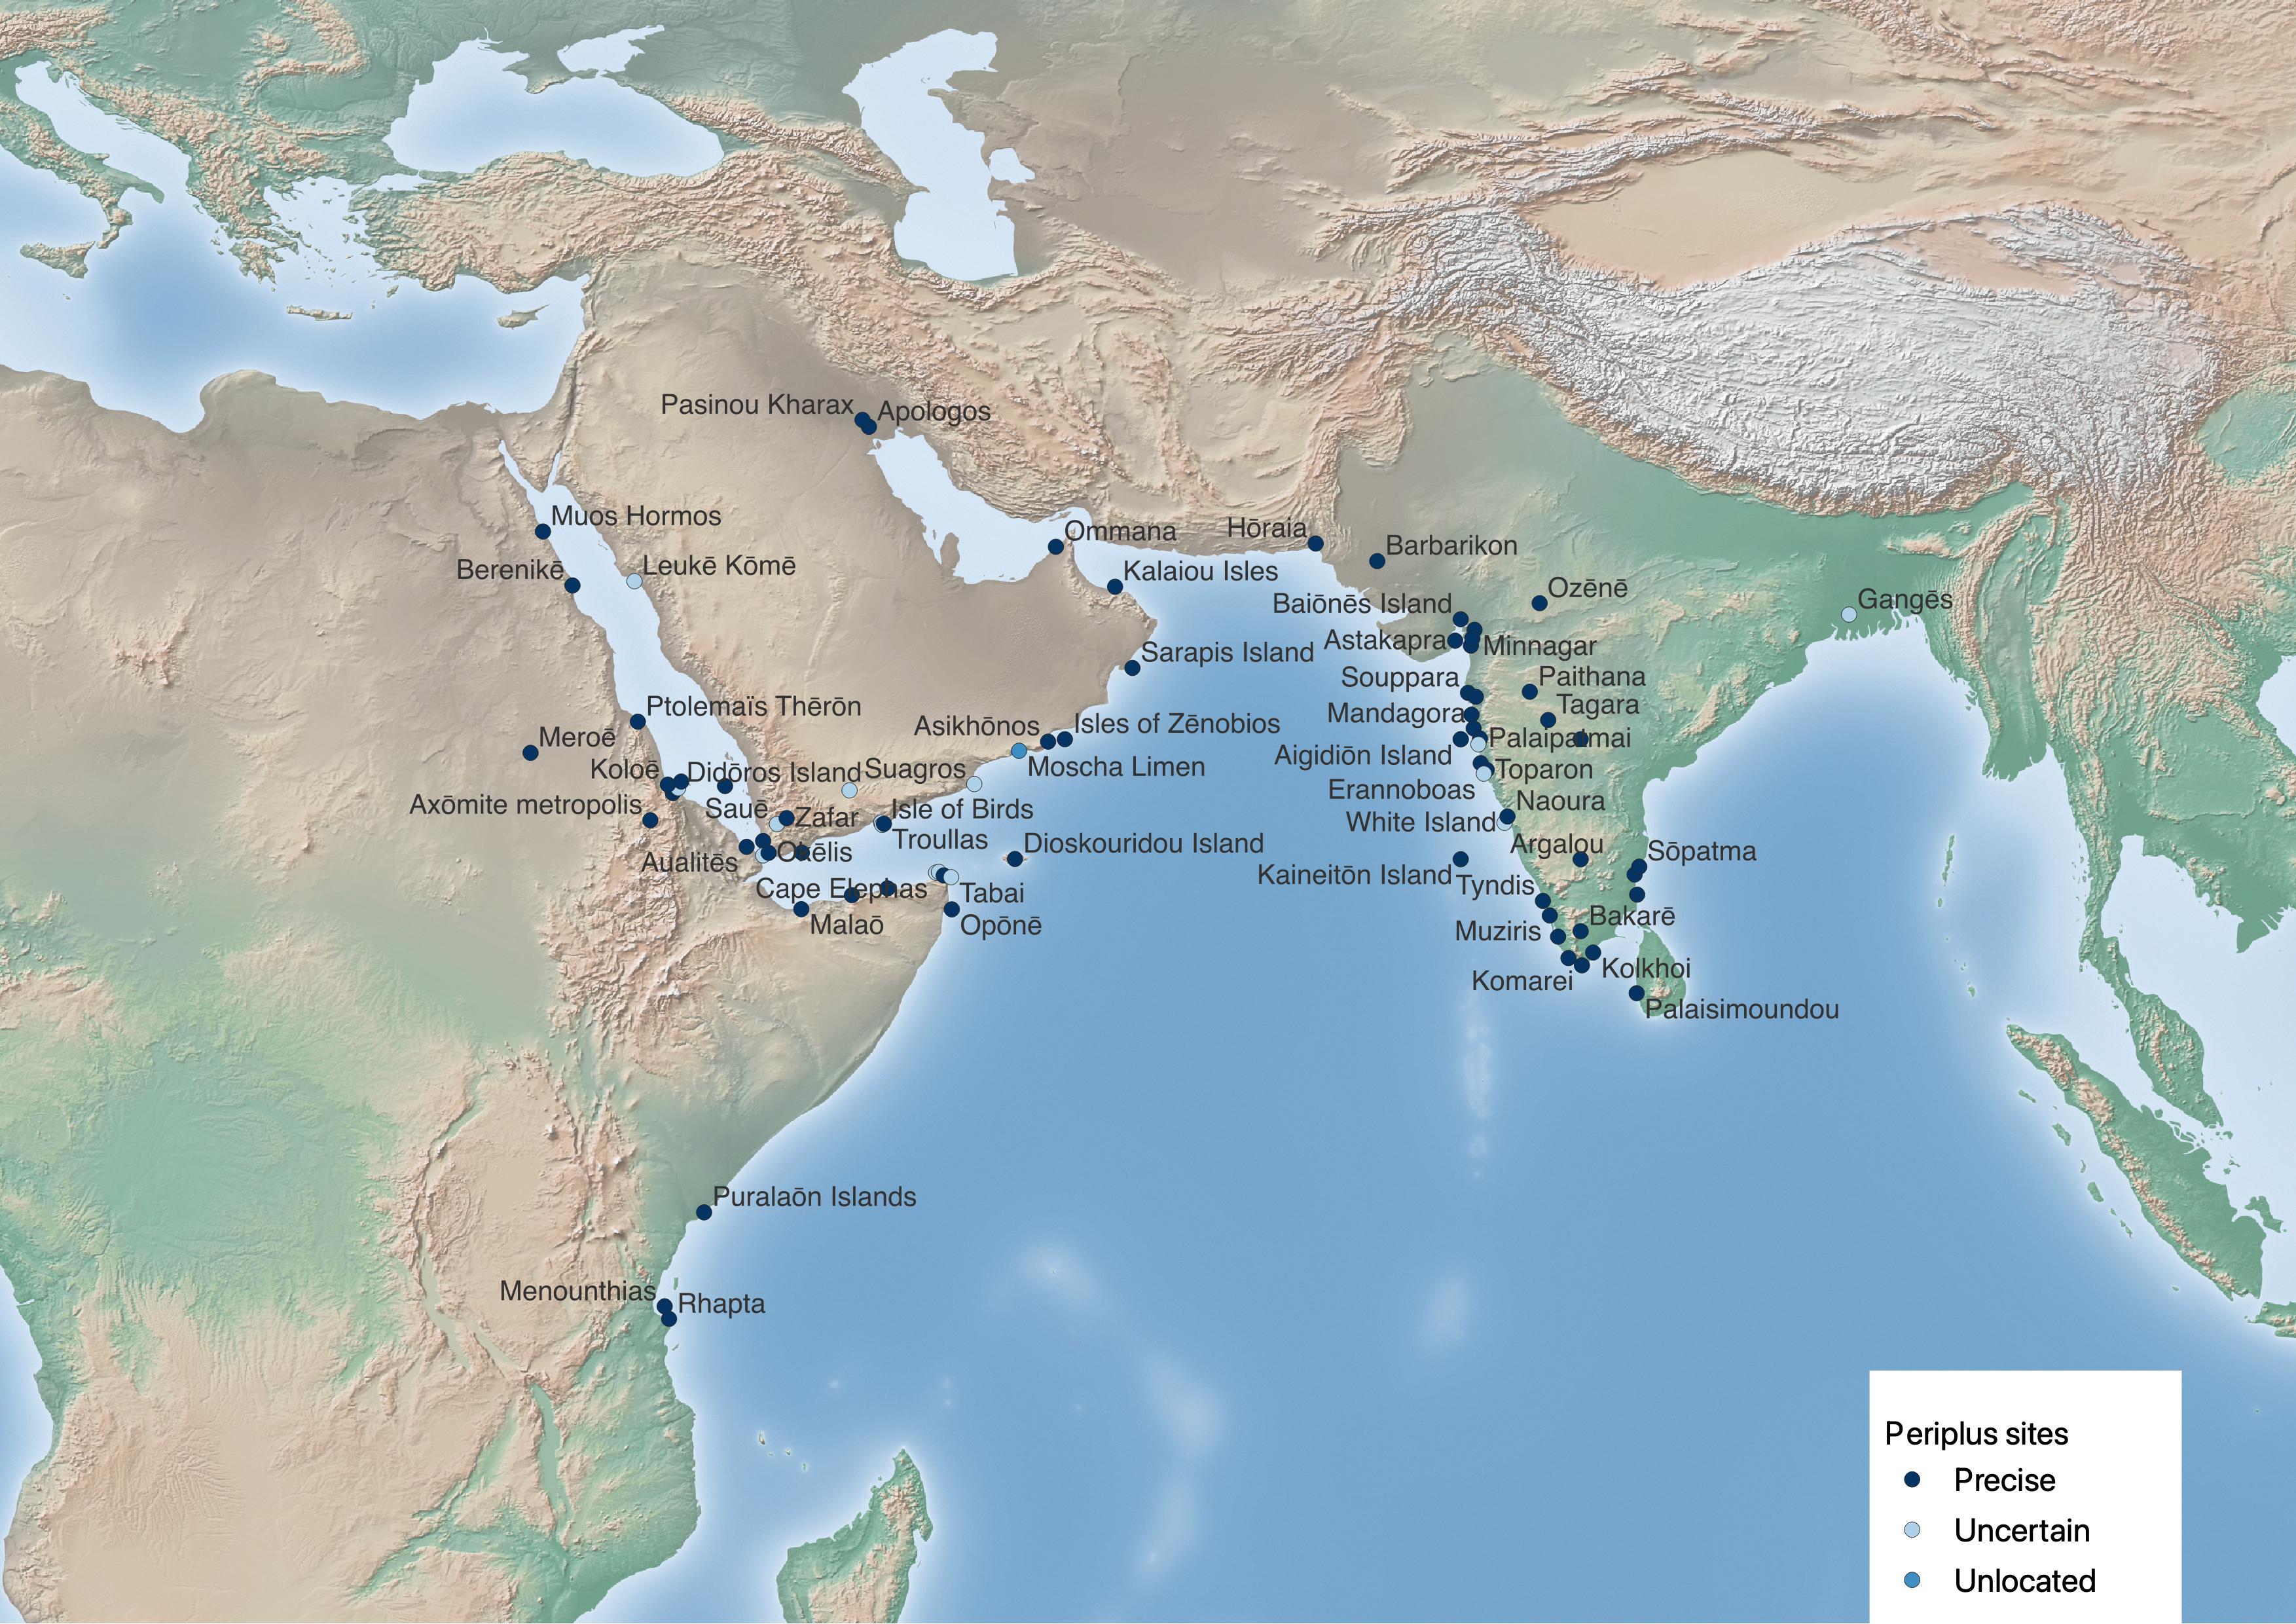 Pasinou Kharax
Apologos
Muos Hormos
Ommana
Hōraia
Barbarikon
Berenikē
Leukē Kōmē
Kalaiou Isles
Ozēnē
Gangēs
Baiōnēs Island
Astakapra
Minnagar
Sarapis Island
Souppara
Paithana
Ptolemaïs Thērōn
Tagara
Mandagora
Asikhōnos
Isles of Zēnobios
Meroē
Palaipatmai
Aigidiōn Island
Koloē
Didōros Island
Suagros
Moscha Limen
Toparon
Erannoboas
Axōmite metropolis
Sauē
Zafar
Isle of Birds
Naoura
White Island
Troullas
Dioskouridou Island
Argalou
Sōpatma
Aualitēs
Okēlis
Kaineitōn Island
Tyndis
Cape Elephas
Tabai
Malaō
Opōnē
Bakarē
Muziris
Kolkhoi
Komarei
Palaisimoundou
Puralaōn Islands
Menounthias
Rhapta
Periplus sites
Precise
Uncertain
Unlocated